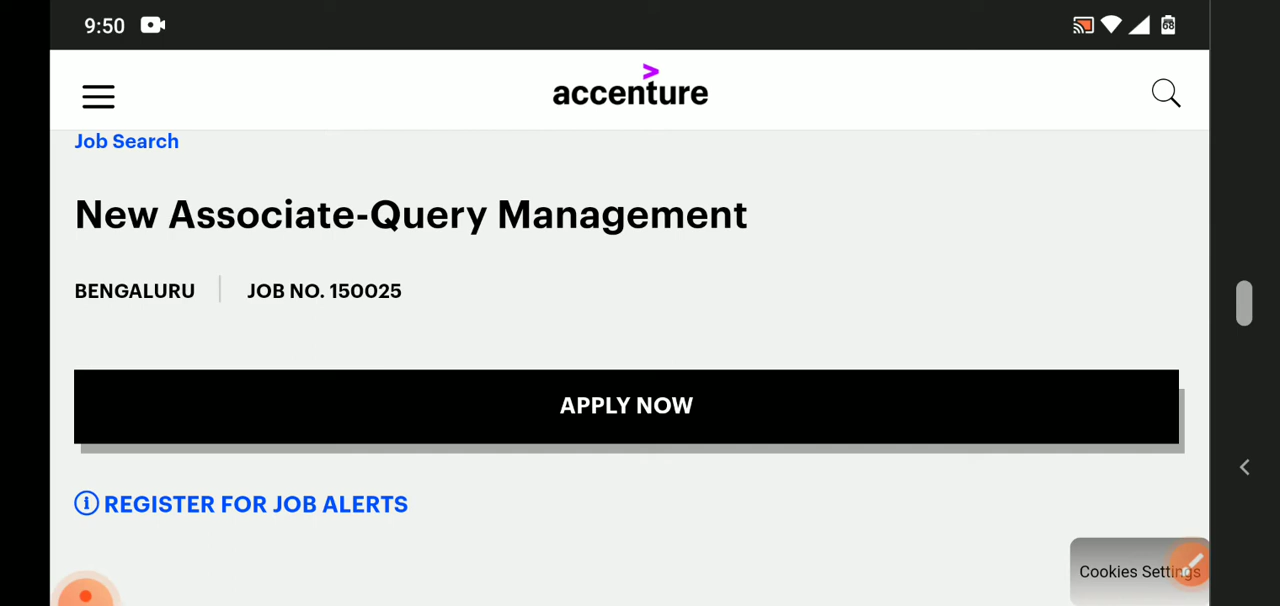 9:50
68
accenture
Job Search
New Associate-Query Management
BENGALURU
JOB NO. 150025
APPLY NOW
REGISTER FOR JOB ALERTS
Cookies Settings